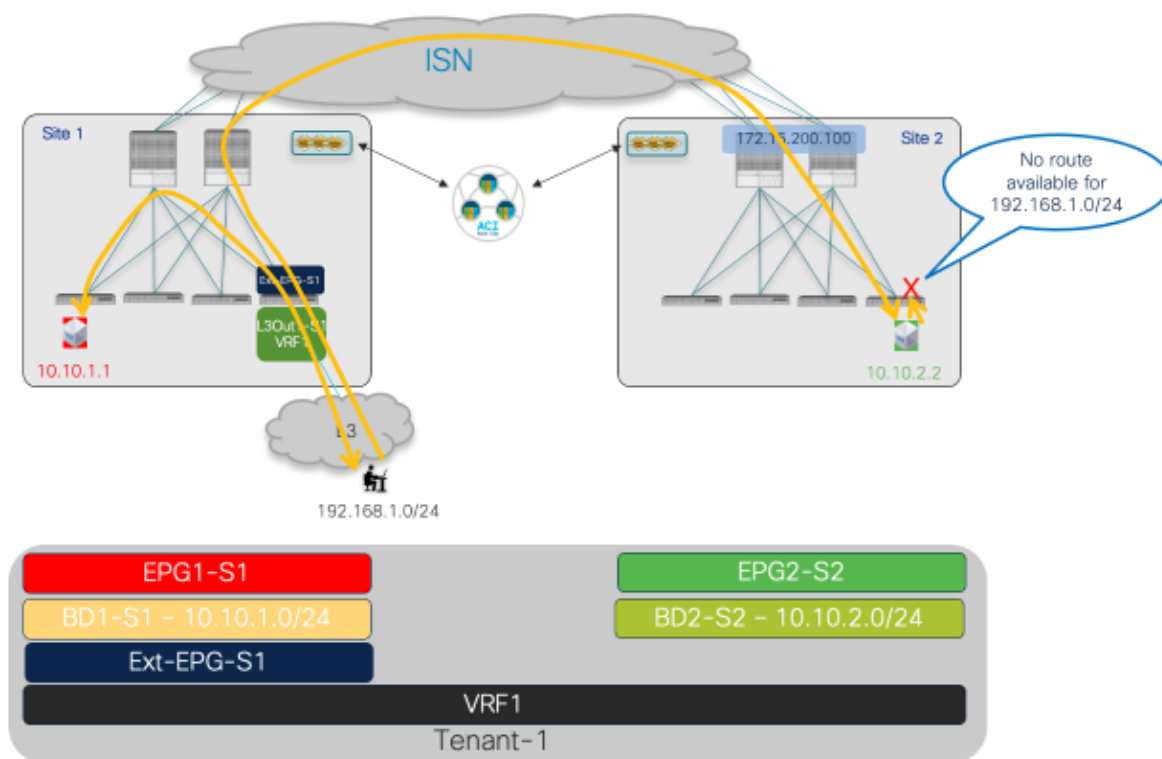 ISN
Site 1
172.16.200.100
Site 2
No route
available for
192.168.1.0/24
ACI
Ext-EPG-S1
L3Out1-S1
VRF1
10.10.1.1
10.10.2.2
L3
192.168.1.0/24
EPG1-S1
EPG2-S2
BD1-S1 – 10.10.1.0/24
BD2-S2 – 10.10.2.0/24
Ext-EPG-S1
VRF1
Tenant-1